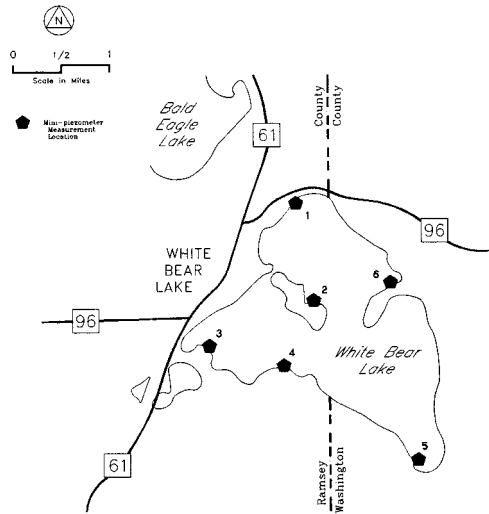 N
0 1/2 1
Scale in Miles
Mini-piezometer
Measurement
Location
Bald
Eagle
Lake
61
County
County
1
96
WHITE
BEAR
LAKE
6
2
96
3
4
White Bear
Lake
5
61
Ramsey
Washington